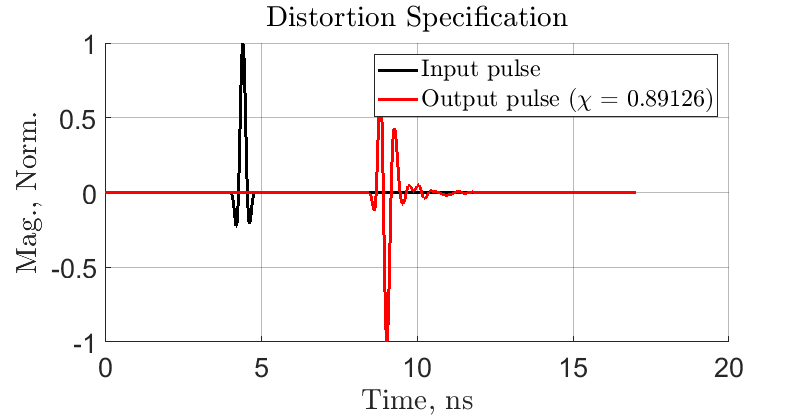 Distortion Specification
Mag., Norm.
1
0.5
0
-0.5
-1
Input pulse
Output pulse (χ = 0.89126)
0 5 10 15 20
Time, ns